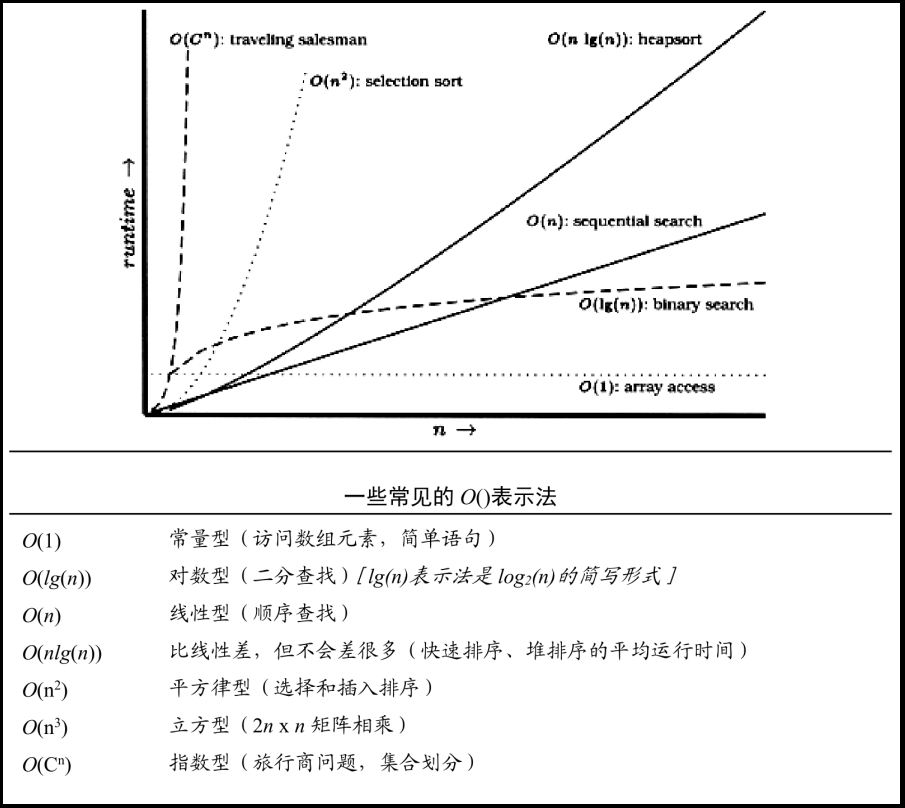 O(Cⁿ): traveling salesman
O(n lg(n)): heapsort
O(n²): selection sort
runtime →
O(n): sequential search
O(lg(n)): binary search
O(1): array access
n →
一些常见的 O()表示法
O(1) 常量型（访问数组元素，简单语句）
O(lg(n)) 对数型（二分查找）[lg(n)表示法是 log₂(n)的简写形式]
O(n) 线性型（顺序查找）
O(nlg(n)) 比线性差，但不会差很多（快速排序、堆排序的平均运行时间）
O(n²) 平方律型（选择和插入排序）
O(n³) 立方型（2n x n 矩阵相乘）
O(Cⁿ) 指数型（旅行商问题，集合划分）